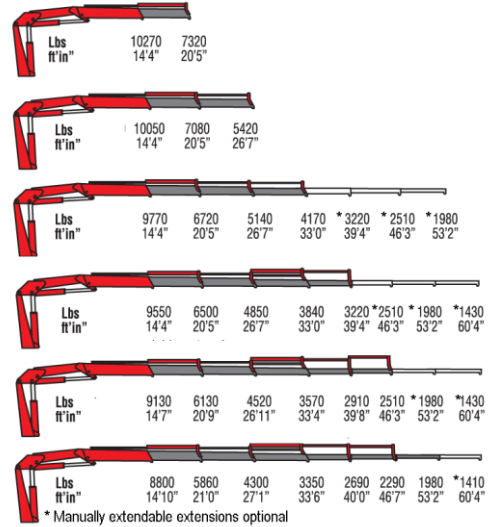 Lbs 10270 7320
ft'in" 14'4" 20'5"
Lbs 10050 7080 5420
ft'in" 14'4" 20'5" 26'7"
Lbs 9770 6720 5140 4170 *3220 *2510 *1980
ft'in" 14'4" 20'5" 26'7" 33'0" 39'4" 46'3" 53'2"
Lbs 9550 6500 4850 3840 3220 *2510 *1980 *1430
ft'in" 14'4" 20'5" 26'7" 33'0" 39'4" 46'3" 53'2" 60'4"
Lbs 9130 6130 4520 3570 2910 2510 *1980 *1430
ft'in" 14'7" 20'9" 26'11" 33'4" 39'8" 46'3" 53'2" 60'4"
Lbs 8800 5860 4300 3350 2690 2290 1980 *1410
ft'in" 14'10" 21'0" 27'1" 33'6" 40'0" 46'7" 53'2" 60'4"
* Manually extendable extensions optional